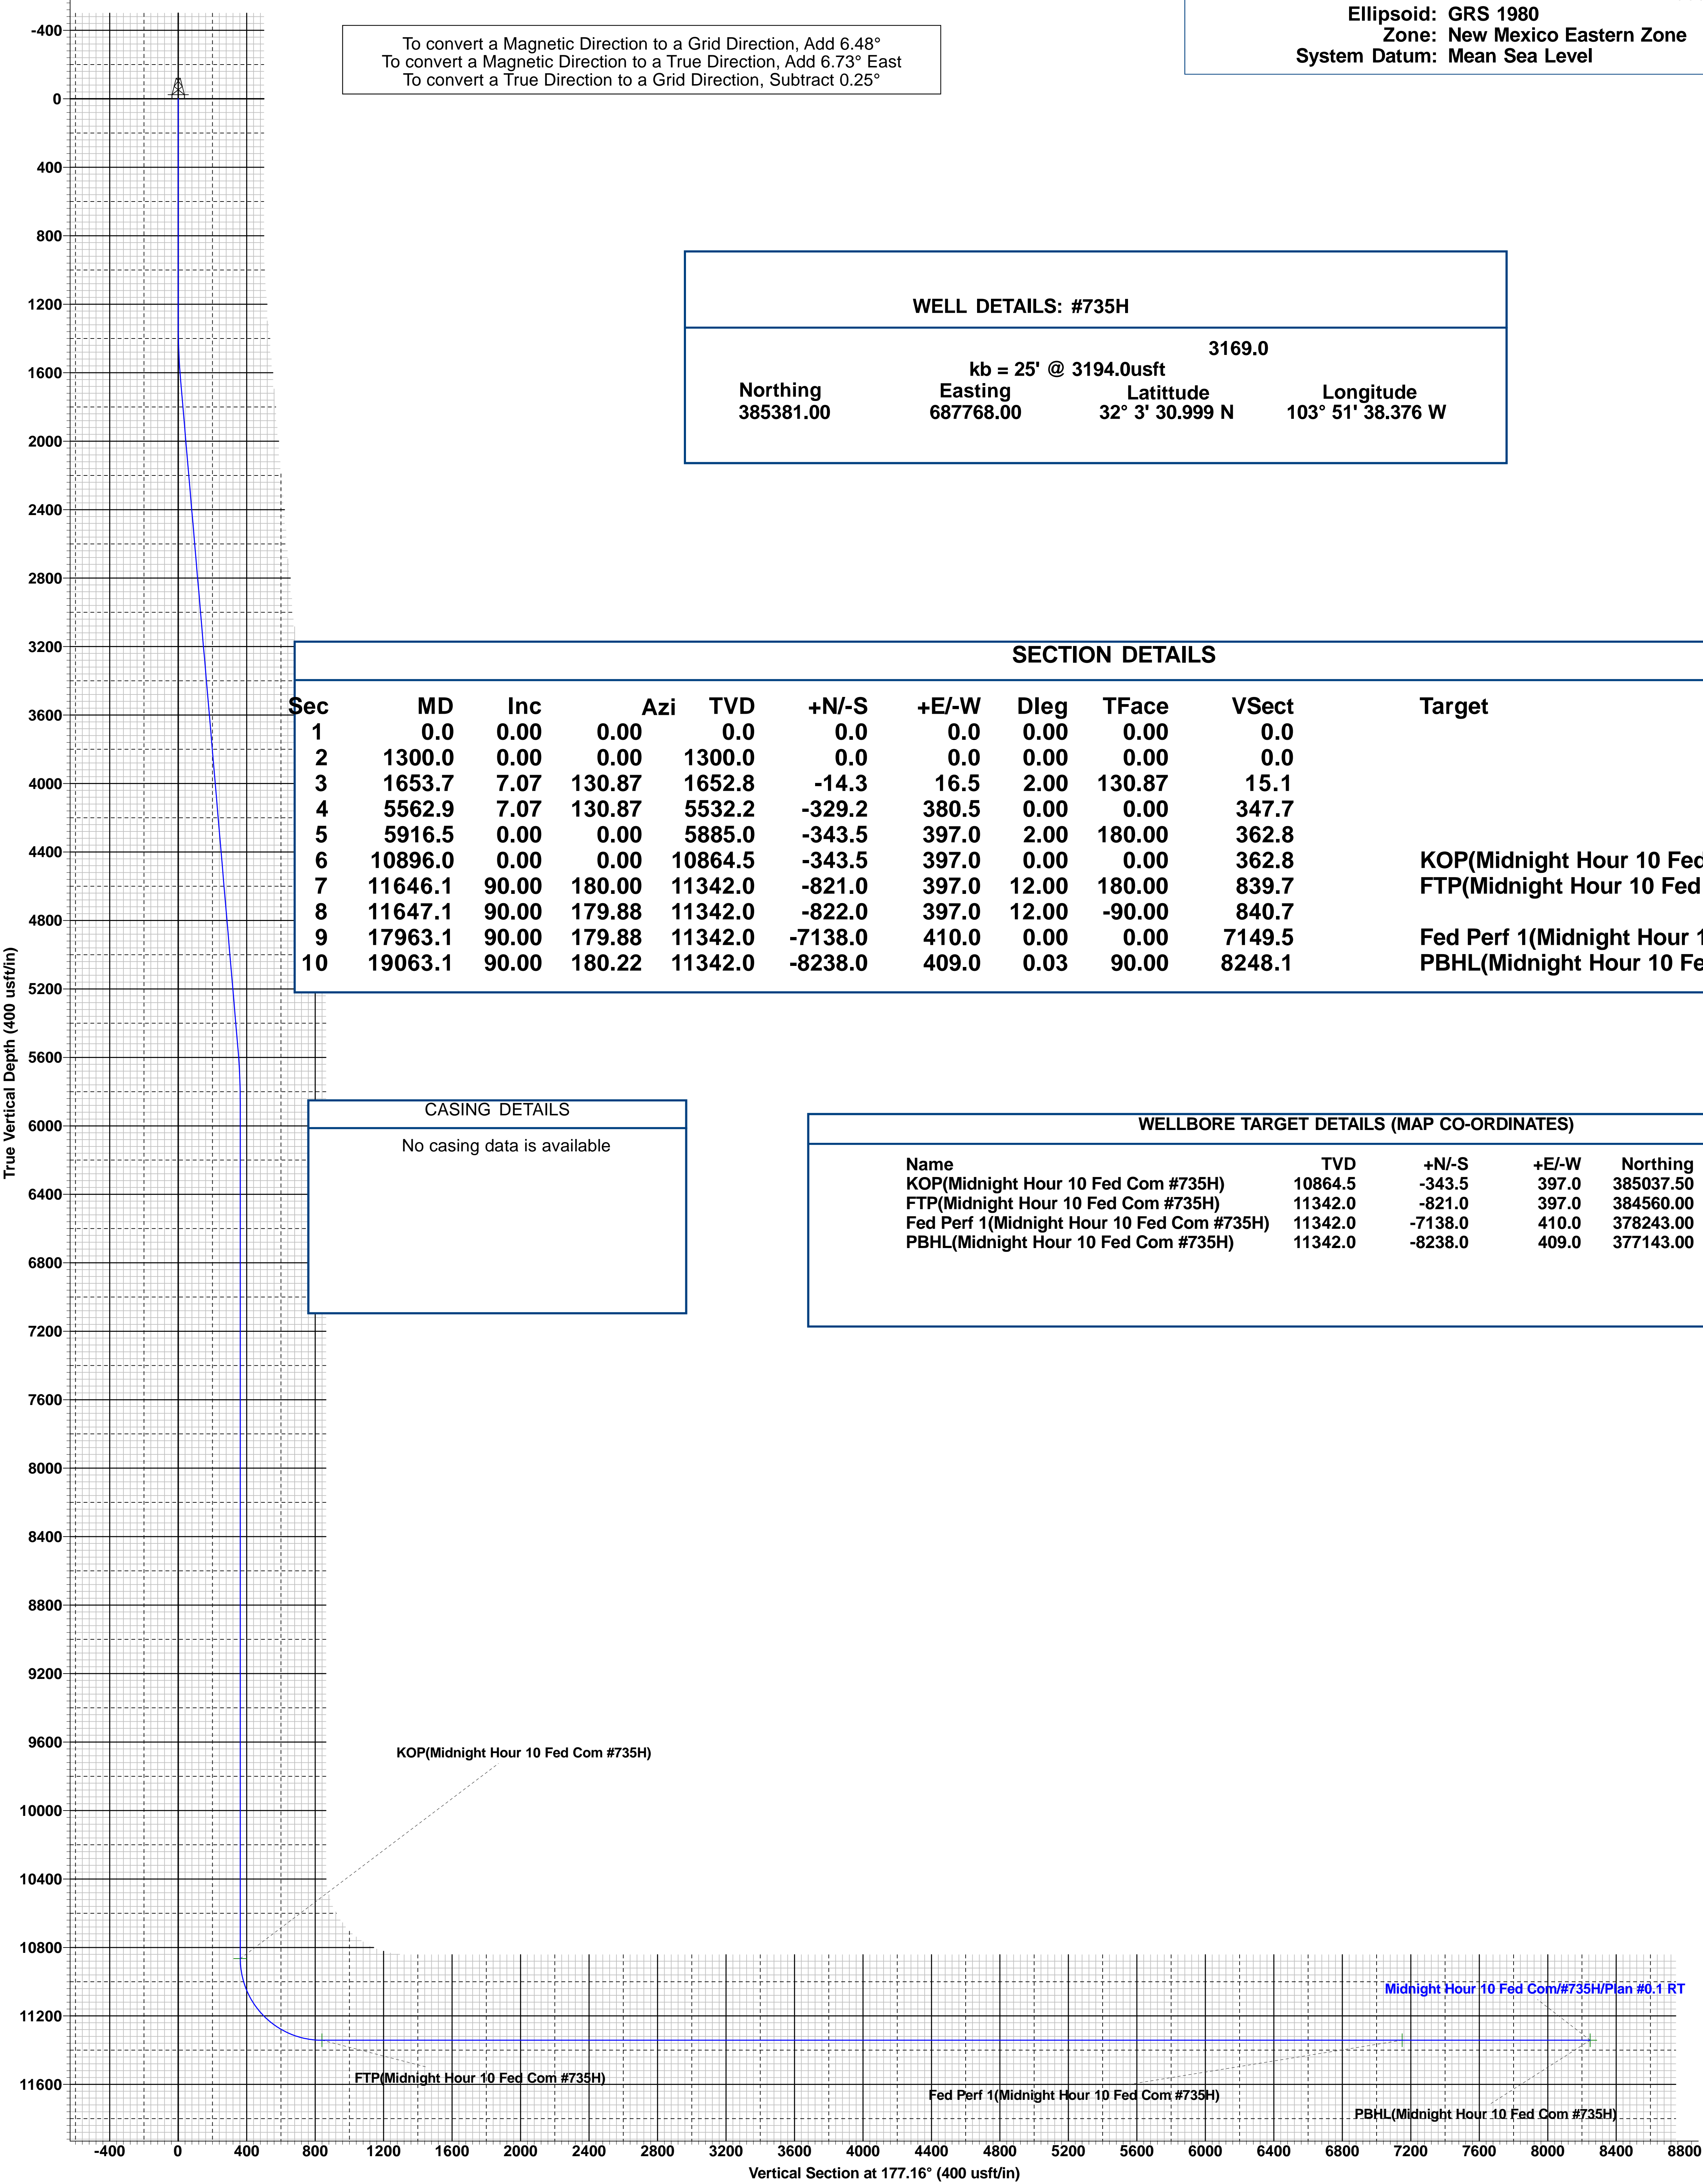 Ellipsoid: GRS 1980
Zone: New Mexico Eastern Zone
System Datum: Mean Sea Level
To convert a Magnetic Direction to a Grid Direction, Add 6.48°
To convert a Magnetic Direction to a True Direction, Add 6.73° East
To convert a True Direction to a Grid Direction, Subtract 0.25°
WELL DETAILS: #735H
3169.0
kb = 25' @ 3194.0usft
Northing Easting Latittude Longitude
385381.00 687768.00 32° 3' 30.999 N 103° 51' 38.376 W
SECTION DETAILS
Sec MD Inc Azi TVD +N/-S +E/-W Dleg TFace VSect Target
1 0.0 0.00 0.00 0.0 0.0 0.0 0.00 0.00 0.0
2 1300.0 0.00 0.00 1300.0 0.0 0.0 0.00 0.00 0.0
3 1653.7 7.07 130.87 1652.8 -14.3 16.5 2.00 130.87 15.1
4 5562.9 7.07 130.87 5532.2 -329.2 380.5 0.00 0.00 347.7
5 5916.5 0.00 0.00 5885.0 -343.5 397.0 2.00 180.00 362.8
6 10896.0 0.00 0.00 10864.5 -343.5 397.0 0.00 0.00 362.8 KOP(Midnight Hour 10 Fed
7 11646.1 90.00 180.00 11342.0 -821.0 397.0 12.00 180.00 839.7 FTP(Midnight Hour 10 Fed
8 11647.1 90.00 179.88 11342.0 -822.0 397.0 12.00 -90.00 840.7
9 17963.1 90.00 179.88 11342.0 -7138.0 410.0 0.00 0.00 7149.5 Fed Perf 1(Midnight Hour 1
10 19063.1 90.00 180.22 11342.0 -8238.0 409.0 0.03 90.00 8248.1 PBHL(Midnight Hour 10 Fe
CASING DETAILS
No casing data is available
WELLBORE TARGET DETAILS (MAP CO-ORDINATES)
Name TVD +N/-S +E/-W Northing
KOP(Midnight Hour 10 Fed Com #735H) 10864.5 -343.5 397.0 385037.50
FTP(Midnight Hour 10 Fed Com #735H) 11342.0 -821.0 397.0 384560.00
Fed Perf 1(Midnight Hour 10 Fed Com #735H) 11342.0 -7138.0 410.0 378243.00
PBHL(Midnight Hour 10 Fed Com #735H) 11342.0 -8238.0 409.0 377143.00
True Vertical Depth (400 usft/in)
-400
0
400
800
1200
1600
2000
2400
2800
3200
3600
4000
4400
4800
5200
5600
6000
6400
6800
7200
7600
8000
8400
8800
9200
9600
10000
10400
10800
11200
11600
KOP(Midnight Hour 10 Fed Com #735H)
Midnight Hour 10 Fed Com/#735H/Plan #0.1 RT
FTP(Midnight Hour 10 Fed Com #735H)
Fed Perf 1(Midnight Hour 10 Fed Com #735H)
PBHL(Midnight Hour 10 Fed Com #735H)
-400 0 400 800 1200 1600 2000 2400 2800 3200 3600 4000 4400 4800 5200 5600 6000 6400 6800 7200 7600 8000 8400 8800
Vertical Section at 177.16° (400 usft/in)